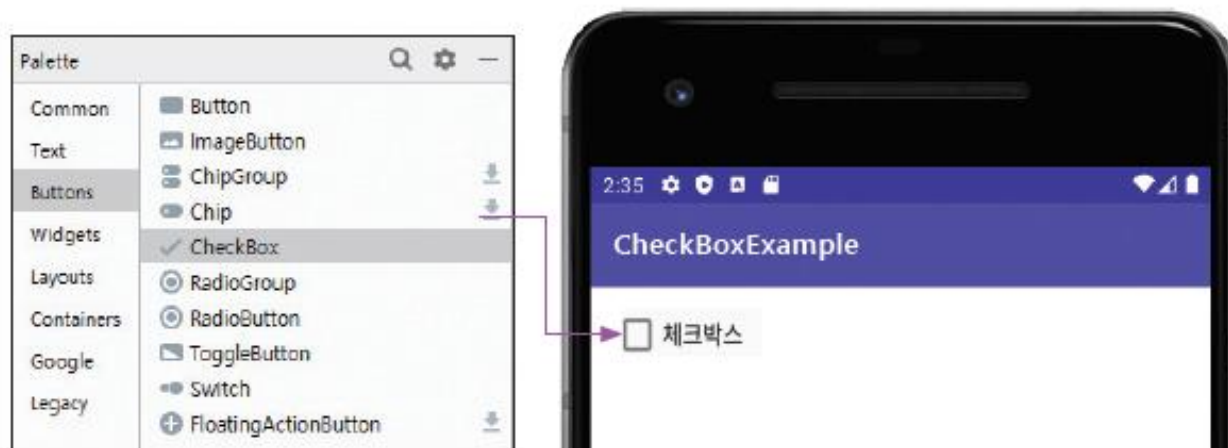 Palette
Common
Text
Buttons
Widgets
Layouts
Containers
Google
Legacy
Button
ImageButton
ChipGroup
Chip
CheckBox
RadioGroup
RadioButton
ToggleButton
Switch
FloatingActionButton
2:35
CheckBoxExample
체크박스